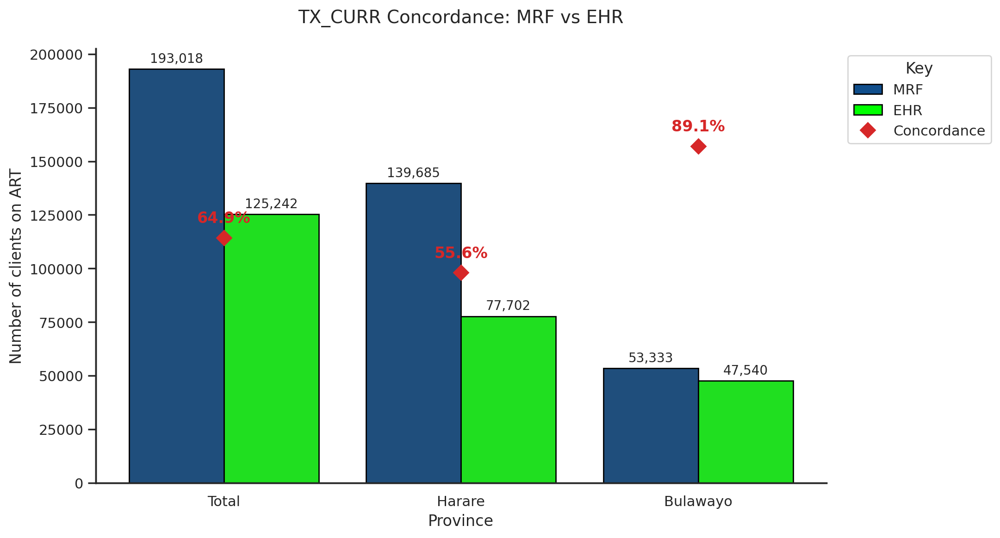 TX_CURR Concordance: MRF vs EHR
Number of clients on ART
200000
175000
150000
125000
100000
75000
50000
25000
0
193,018
125,242
64.9%
139,685
77,702
55.6%
53,333
47,540
89.1%
Total
Harare
Bulawayo
Province
Key
MRF
EHR
Concordance